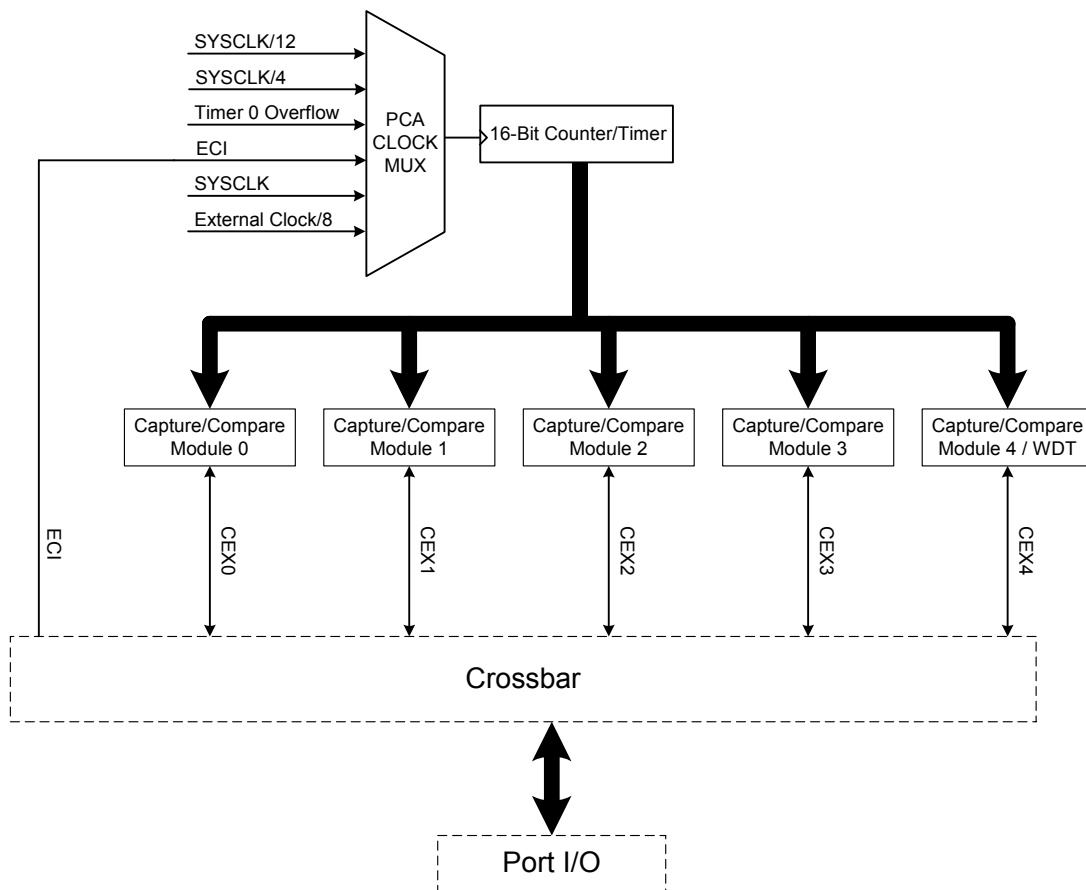 SYSCLK/12
SYSCLK/4
Timer 0 Overflow
ECI
SYSCLK
External Clock/8
PCA
CLOCK
MUX
16-Bit Counter/Timer
Capture/Compare
Module 0
Capture/Compare
Module 1
Capture/Compare
Module 2
Capture/Compare
Module 3
Capture/Compare
Module 4 / WDT
ECI
CEX0
CEX1
CEX2
CEX3
CEX4
Crossbar
Port I/O